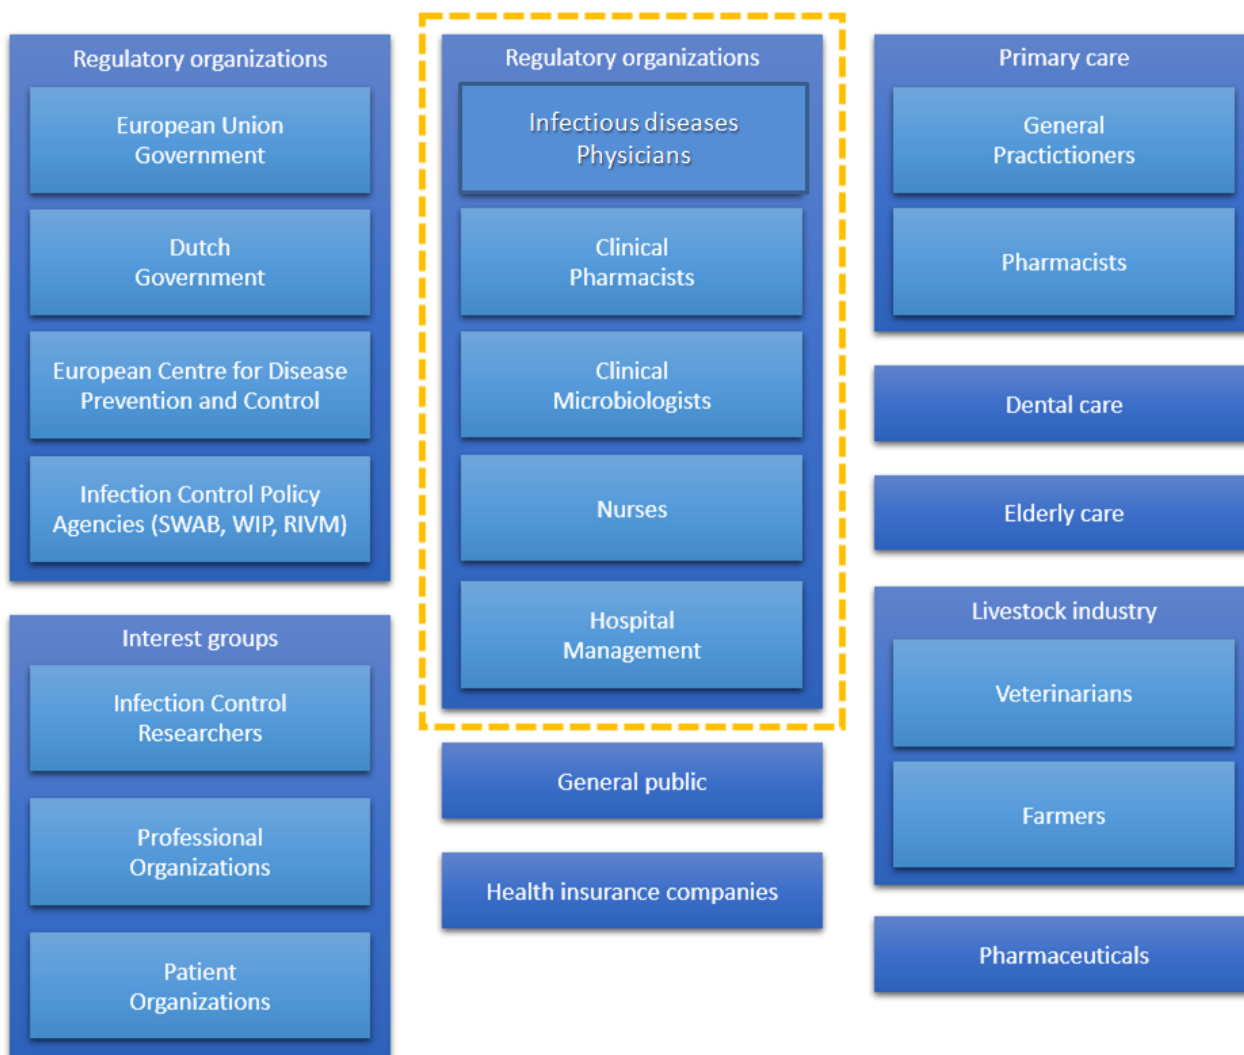 Regulatory organizations
European Union
Government
Dutch
Government
European Centre for Disease
Prevention and Control
Infection Control Policy
Agencies (SWAB, WIP, RIVM)
Interest groups
Infection Control
Researchers
Professional
Organizations
Patient
Organizations
Regulatory organizations
Infectious diseases
Physicians
Clinical
Pharmacists
Clinical
Microbiologists
Nurses
Hospital
Management
General public
Health insurance companies
Primary care
General
Practictioners
Pharmacists
Dental care
Elderly care
Livestock industry
Veterinarians
Farmers
Pharmaceuticals